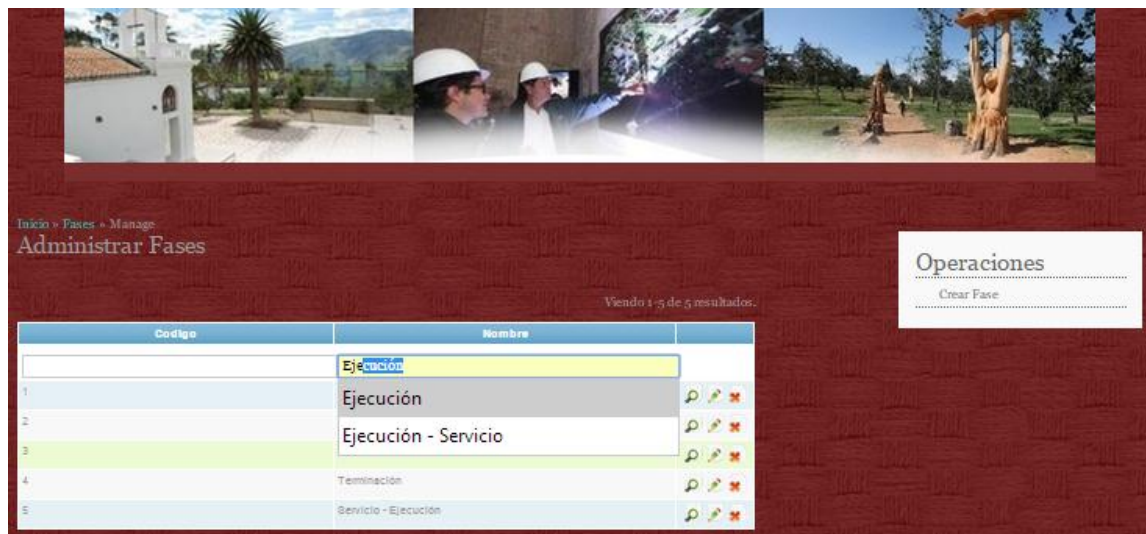 Inicio » Fases » Manage
Administrar Fases
Operaciones
Crear Fase
Viendo 1-5 de 5 resultados.
Codigo Nombre
Ejecución
1 Ejecución
2 Ejecución - Servicio
3
4 Terminación
5 Servicio - Ejecución